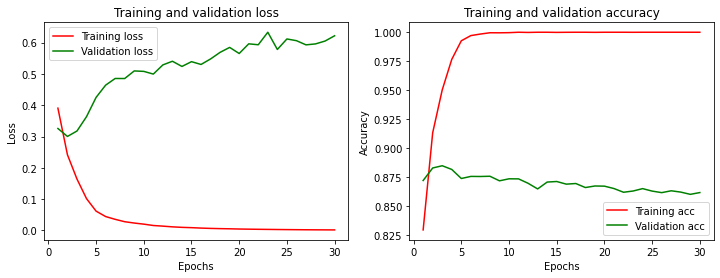 Training and validation loss
Training loss
Validation loss
0.6
0.5
0.4
0.3
0.2
0.1
0.0
Loss
0 5 10 15 20 25 30
Epochs
Training and validation accuracy
1.000
0.975
0.950
0.925
0.900
0.875
0.850
0.825
Accuracy
Training acc
Validation acc
0 5 10 15 20 25 30
Epochs